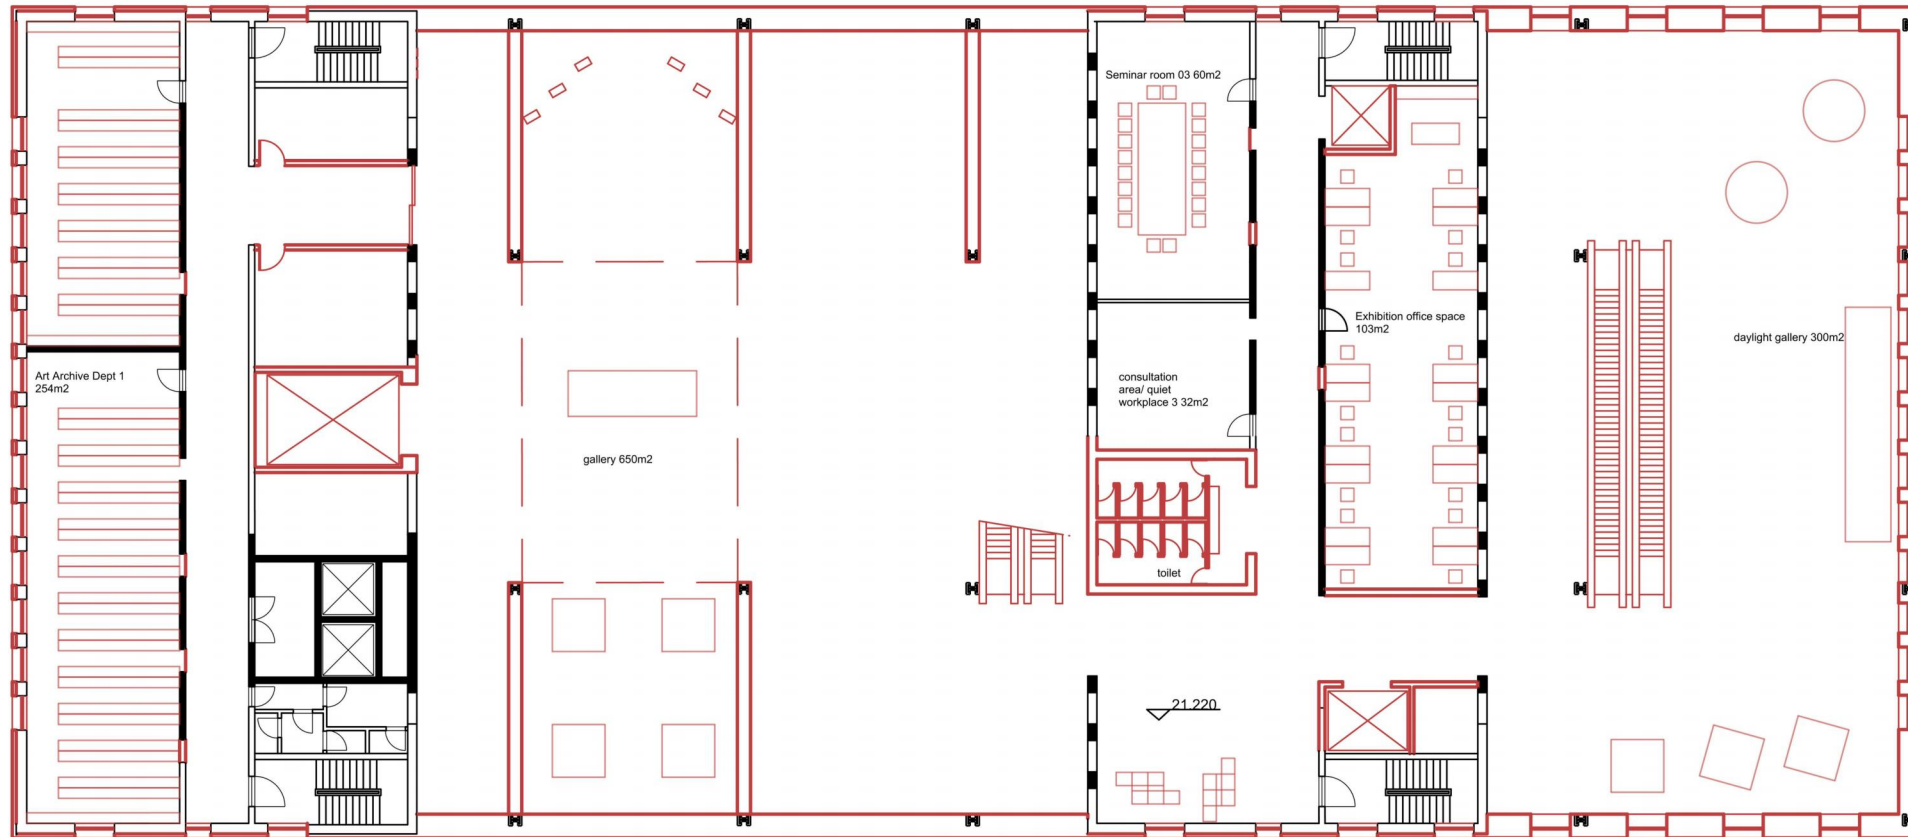 Seminar room 03 60m2
Exhibition office space
103m2
daylight gallery 300m2
Art Archive Dept 1
254m2
consultation
area/ quiet
workplace 3 32m2
gallery 650m2
toilet
21.220